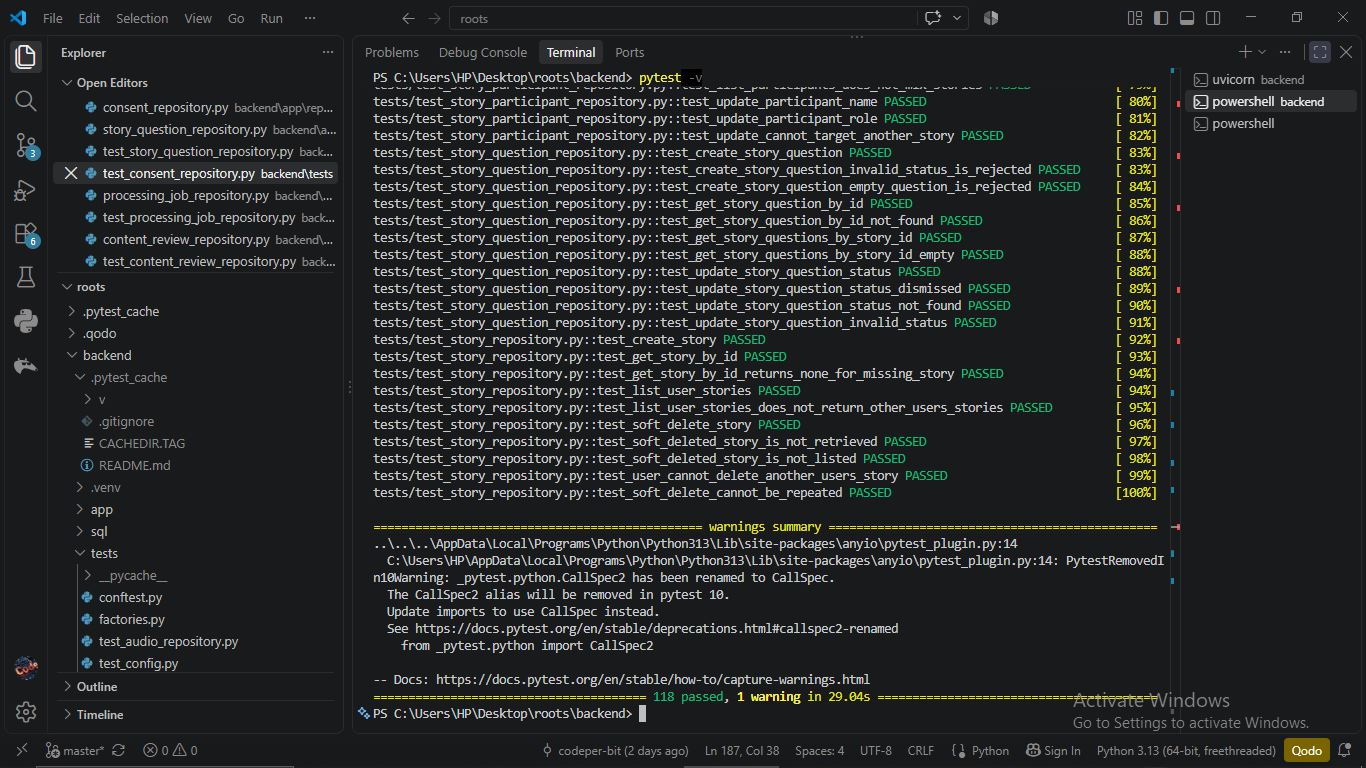 File Edit Selection View Go Run ···
roots
Explorer
Open Editors
consent_repository.py backend\app\rep...
story_question_repository.py backend\a...
test_story_question_repository.py back...
test_consent_repository.py backend\tests
processing_job_repository.py backend\...
test_processing_job_repository.py back...
content_review_repository.py backend\...
test_content_review_repository.py back...
roots
.pytest_cache
.qodo
backend
.pytest_cache
v
.gitignore
CACHEDIR.TAG
README.md
.venv
app
sql
tests
__pycache__
conftest.py
factories.py
test_audio_repository.py
test_config.py
Outline
Timeline
3
6
Problems Debug Console Terminal Ports
PS C:\Users\HP\Desktop\roots\backend> pytest -v
tests/test_story_participant_repository.py::test_update_participant_name PASSED [ 80%]
tests/test_story_participant_repository.py::test_update_participant_role PASSED [ 81%]
tests/test_story_participant_repository.py::test_update_cannot_target_another_story PASSED [ 82%]
tests/test_story_question_repository.py::test_create_story_question PASSED [ 83%]
tests/test_story_question_repository.py::test_create_story_question_invalid_status_is_rejected PASSED [ 83%]
tests/test_story_question_repository.py::test_create_story_question_empty_question_is_rejected PASSED [ 84%]
tests/test_story_question_repository.py::test_get_story_question_by_id PASSED [ 85%]
tests/test_story_question_repository.py::test_get_story_question_by_id_not_found PASSED [ 86%]
tests/test_story_question_repository.py::test_get_story_questions_by_story_id PASSED [ 87%]
tests/test_story_question_repository.py::test_get_story_questions_by_story_id_empty PASSED [ 88%]
tests/test_story_question_repository.py::test_update_story_question_status PASSED [ 88%]
tests/test_story_question_repository.py::test_update_story_question_status_dismissed PASSED [ 89%]
tests/test_story_question_repository.py::test_update_story_question_status_not_found PASSED [ 90%]
tests/test_story_question_repository.py::test_update_story_question_invalid_status PASSED [ 91%]
tests/test_story_repository.py::test_create_story PASSED [ 92%]
tests/test_story_repository.py::test_get_story_by_id PASSED [ 93%]
tests/test_story_repository.py::test_get_story_by_id_returns_none_for_missing_story PASSED [ 94%]
tests/test_story_repository.py::test_list_user_stories PASSED [ 94%]
tests/test_story_repository.py::test_list_user_stories_does_not_return_other_users_stories PASSED [ 95%]
tests/test_story_repository.py::test_soft_delete_story PASSED [ 96%]
tests/test_story_repository.py::test_soft_deleted_story_is_not_retrieved PASSED [ 97%]
tests/test_story_repository.py::test_soft_deleted_story_is_not_listed PASSED [ 98%]
tests/test_story_repository.py::test_user_cannot_delete_another_users_story PASSED [ 99%]
tests/test_story_repository.py::test_soft_delete_cannot_be_repeated PASSED [100%]
warnings summary
..\..\..\AppData\Local\Programs\Python\Python313\Lib\site-packages\anyio\pytest_plugin.py:14
C:\Users\HP\AppData\Local\Programs\Python\Python313\Lib\site-packages\anyio\pytest_plugin.py:14: PytestRemovedI
n10Warning: _pytest.python.CallSpec2 has been renamed to CallSpec.
The CallSpec2 alias will be removed in pytest 10.
Update imports to use CallSpec instead.
See https://docs.pytest.org/en/stable/deprecations.html#callspec2-renamed
from _pytest.python import CallSpec2
-- Docs: https://docs.pytest.org/en/stable/how-to/capture-warnings.html
118 passed, 1 warning in 29.04s
PS C:\Users\HP\Desktop\roots\backend>
uvicorn backend
powershell backend
powershell
Activate Windows
Go to Settings to activate Windows.
master* 0 0 codeper-bit (2 days ago) Ln 187, Col 38 Spaces: 4 UTF-8 CRLF Python Sign In Python 3.13 (64-bit, freethreaded) Qodo